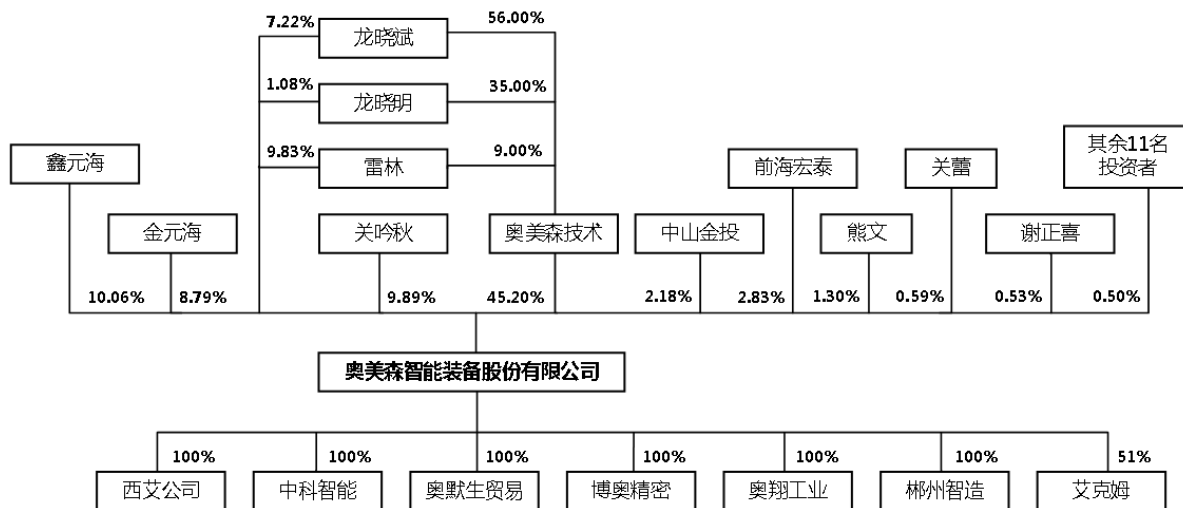 7.22%
龙晓斌
56.00%
1.08%
龙晓明
35.00%
9.83%
雷林
9.00%
鑫元海
前海宏泰
关蕾
其余11名
投资者
金元海
关吟秋
奥美森技术
中山金投
熊文
谢正喜
10.06%
8.79%
9.89%
45.20%
2.18%
2.83%
1.30%
0.59%
0.53%
0.50%
奥美森智能装备股份有限公司
100%
100%
100%
100%
100%
100%
51%
西艾公司
中科智能
奥默生贸易
博奥精密
奥翔工业
郴州智造
艾克姆